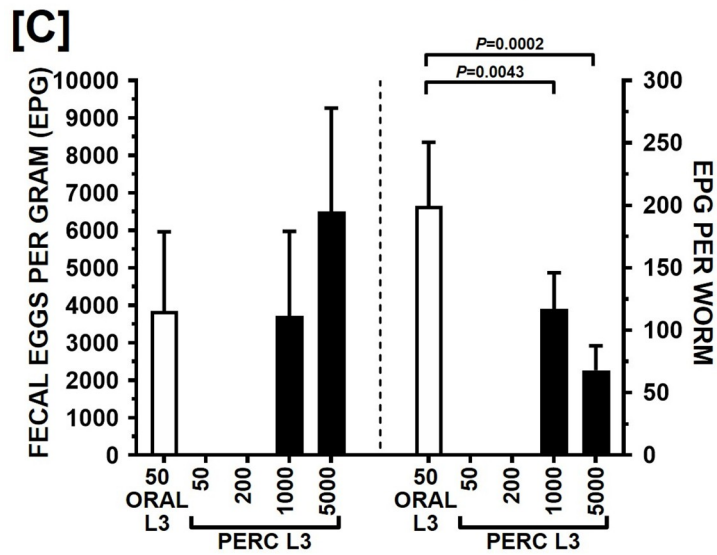 [C]
P=0.0002
P=0.0043
FECAL EGGS PER GRAM (EPG)
10000
9000
8000
7000
6000
5000
4000
3000
2000
1000
0
300
250
200
150
100
50
0
EPG PER WORM
50 ORAL L3
50
200
1000
5000
PERC L3
50 ORAL L3
50
200
1000
5000
PERC L3